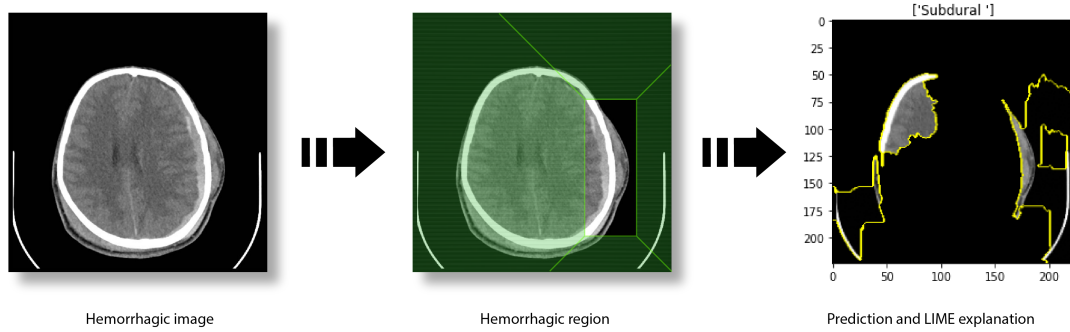 ['Subdural ']
0
25
50
75
100
125
150
175
200
0 50 100 150 200
Hemorrhagic image
Hemorrhagic region
Prediction and LIME explanation